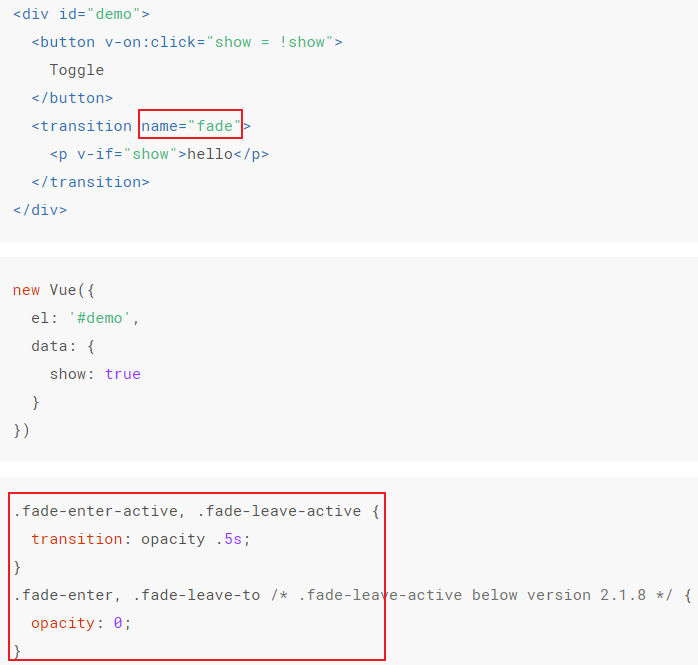 <div id="demo">
  <button v-on:click="show = !show">
    Toggle
  </button>
  <transition name="fade">
    <p v-if="show">hello</p>
  </transition>
</div>
new Vue({
  el: '#demo',
  data: {
    show: true
  }
})
.fade-enter-active, .fade-leave-active {
  transition: opacity .5s;
}
.fade-enter, .fade-leave-to /* .fade-leave-active below version 2.1.8 */ {
  opacity: 0;
}